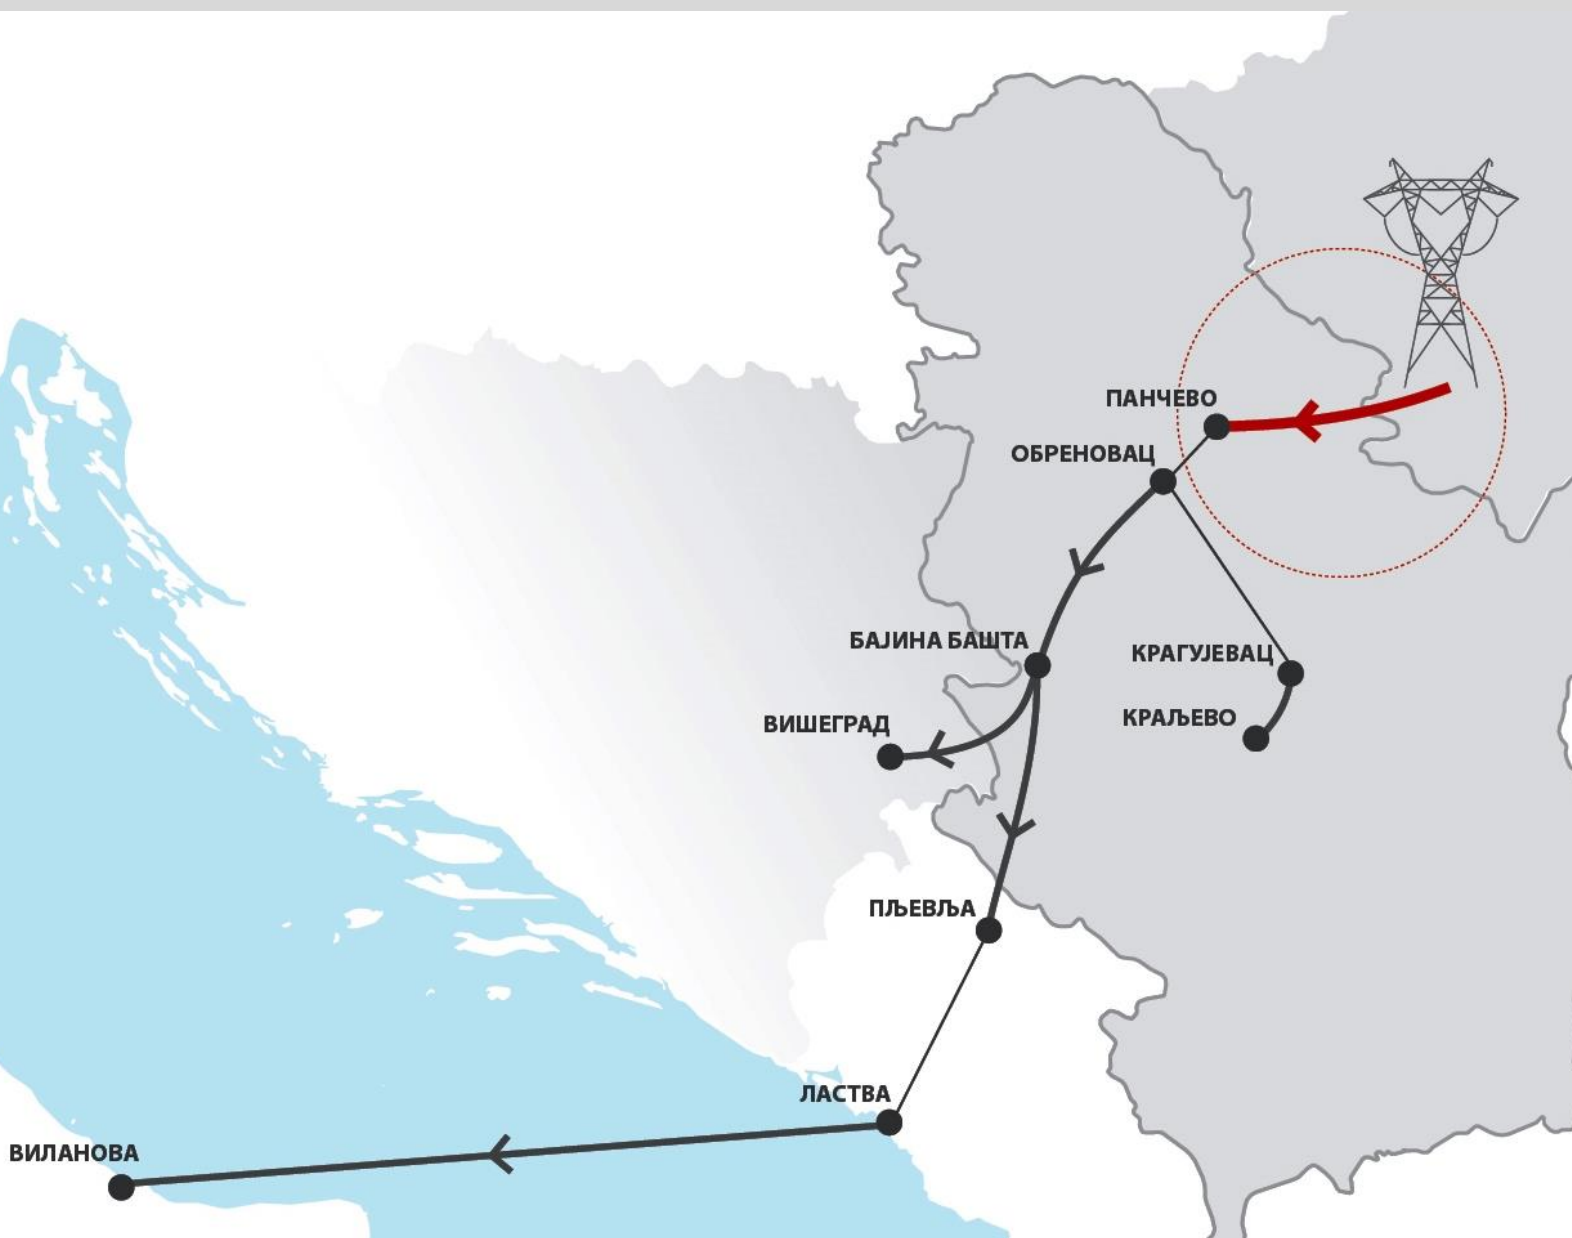 ПАНЧЕВО
ОБРЕНОВАЦ
БАЈИНА БАШТА
КРАГУЈЕВАЦ
КРАЉЕВО
ВИШЕГРАД
ПЉЕВЉА
ЛАСТВА
ВИЛАНОВА